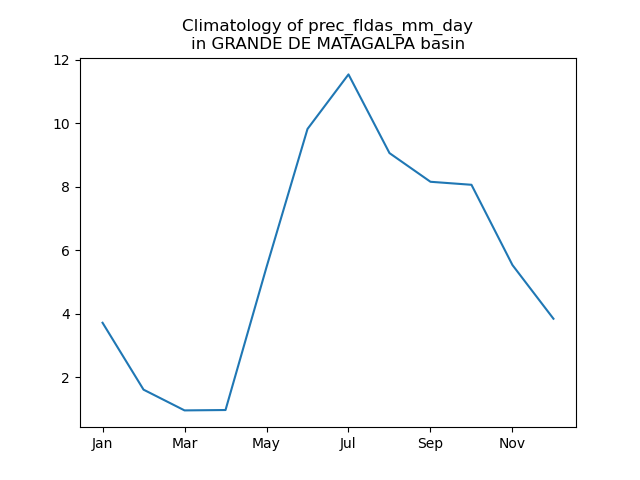 Climatology of prec_fldas_mm_day
in GRANDE DE MATAGALPA basin
12
10
8
6
4
2
Jan Mar May Jul Sep Nov